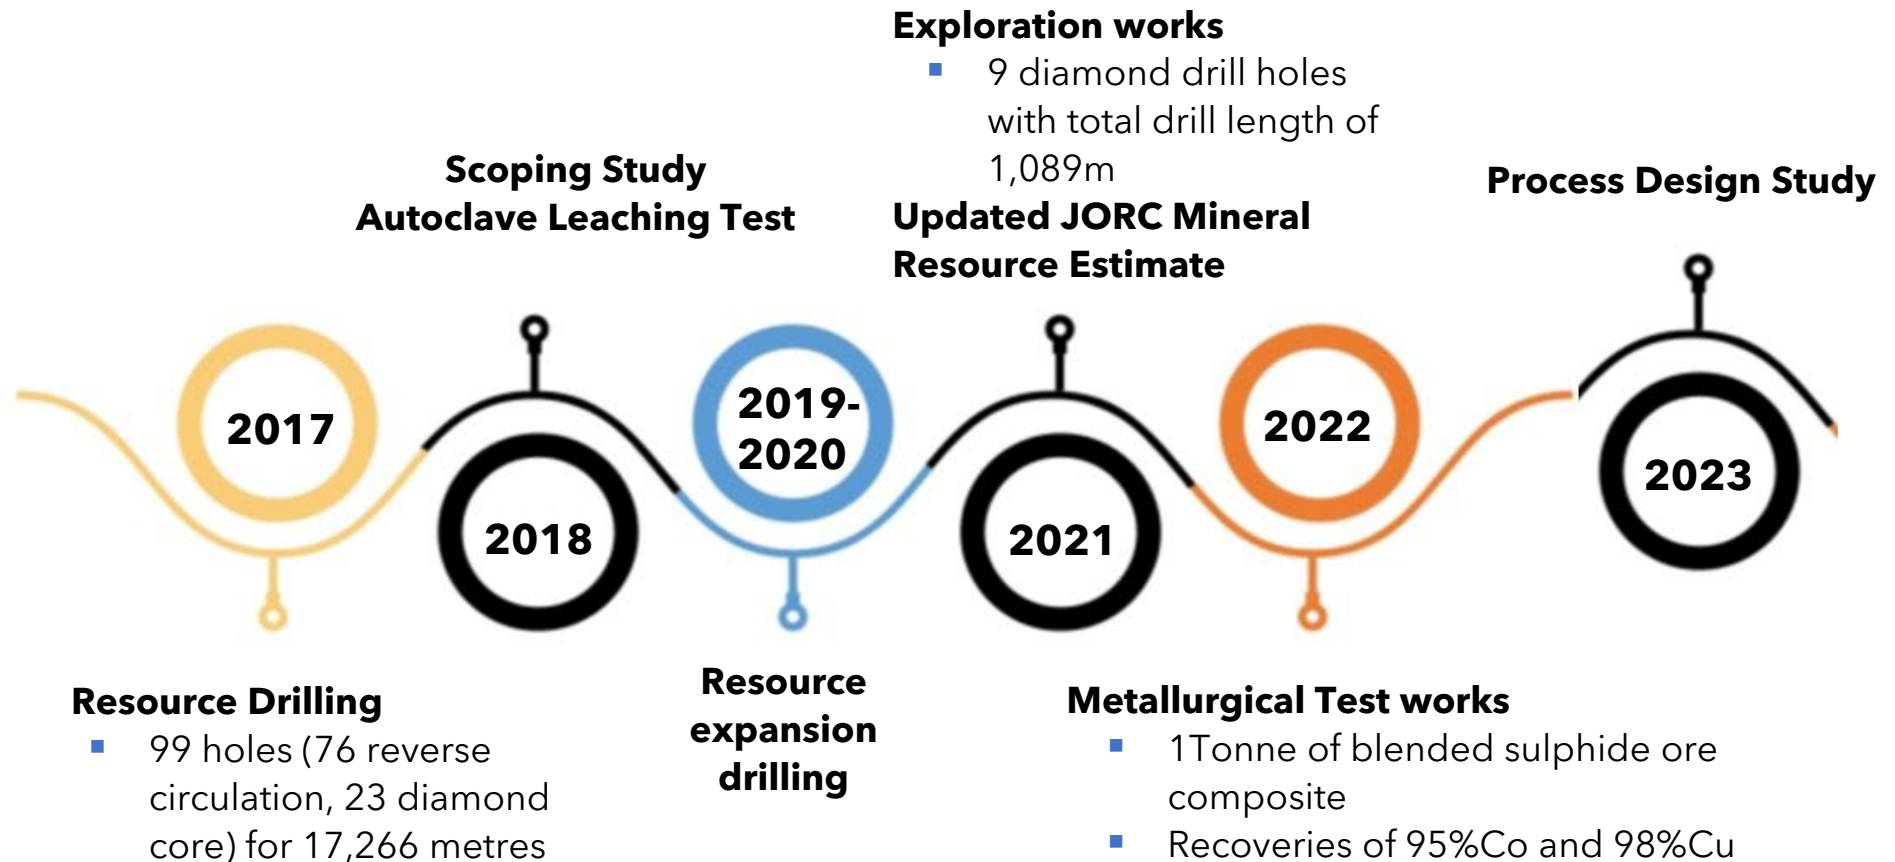 Exploration works
▪ 9 diamond drill holes
with total drill length of
1,089m
Updated JORC Mineral
Resource Estimate
Scoping Study
Autoclave Leaching Test
Process Design Study
2017
2018
2019-
2020
2021
2022
2023
Resource Drilling
▪ 99 holes (76 reverse
circulation, 23 diamond
core) for 17,266 metres
Resource
expansion
drilling
Metallurgical Test works
▪ 1Tonne of blended sulphide ore
composite
▪ Recoveries of 95%Co and 98%Cu